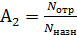 A₂ = Nотр / Nназн